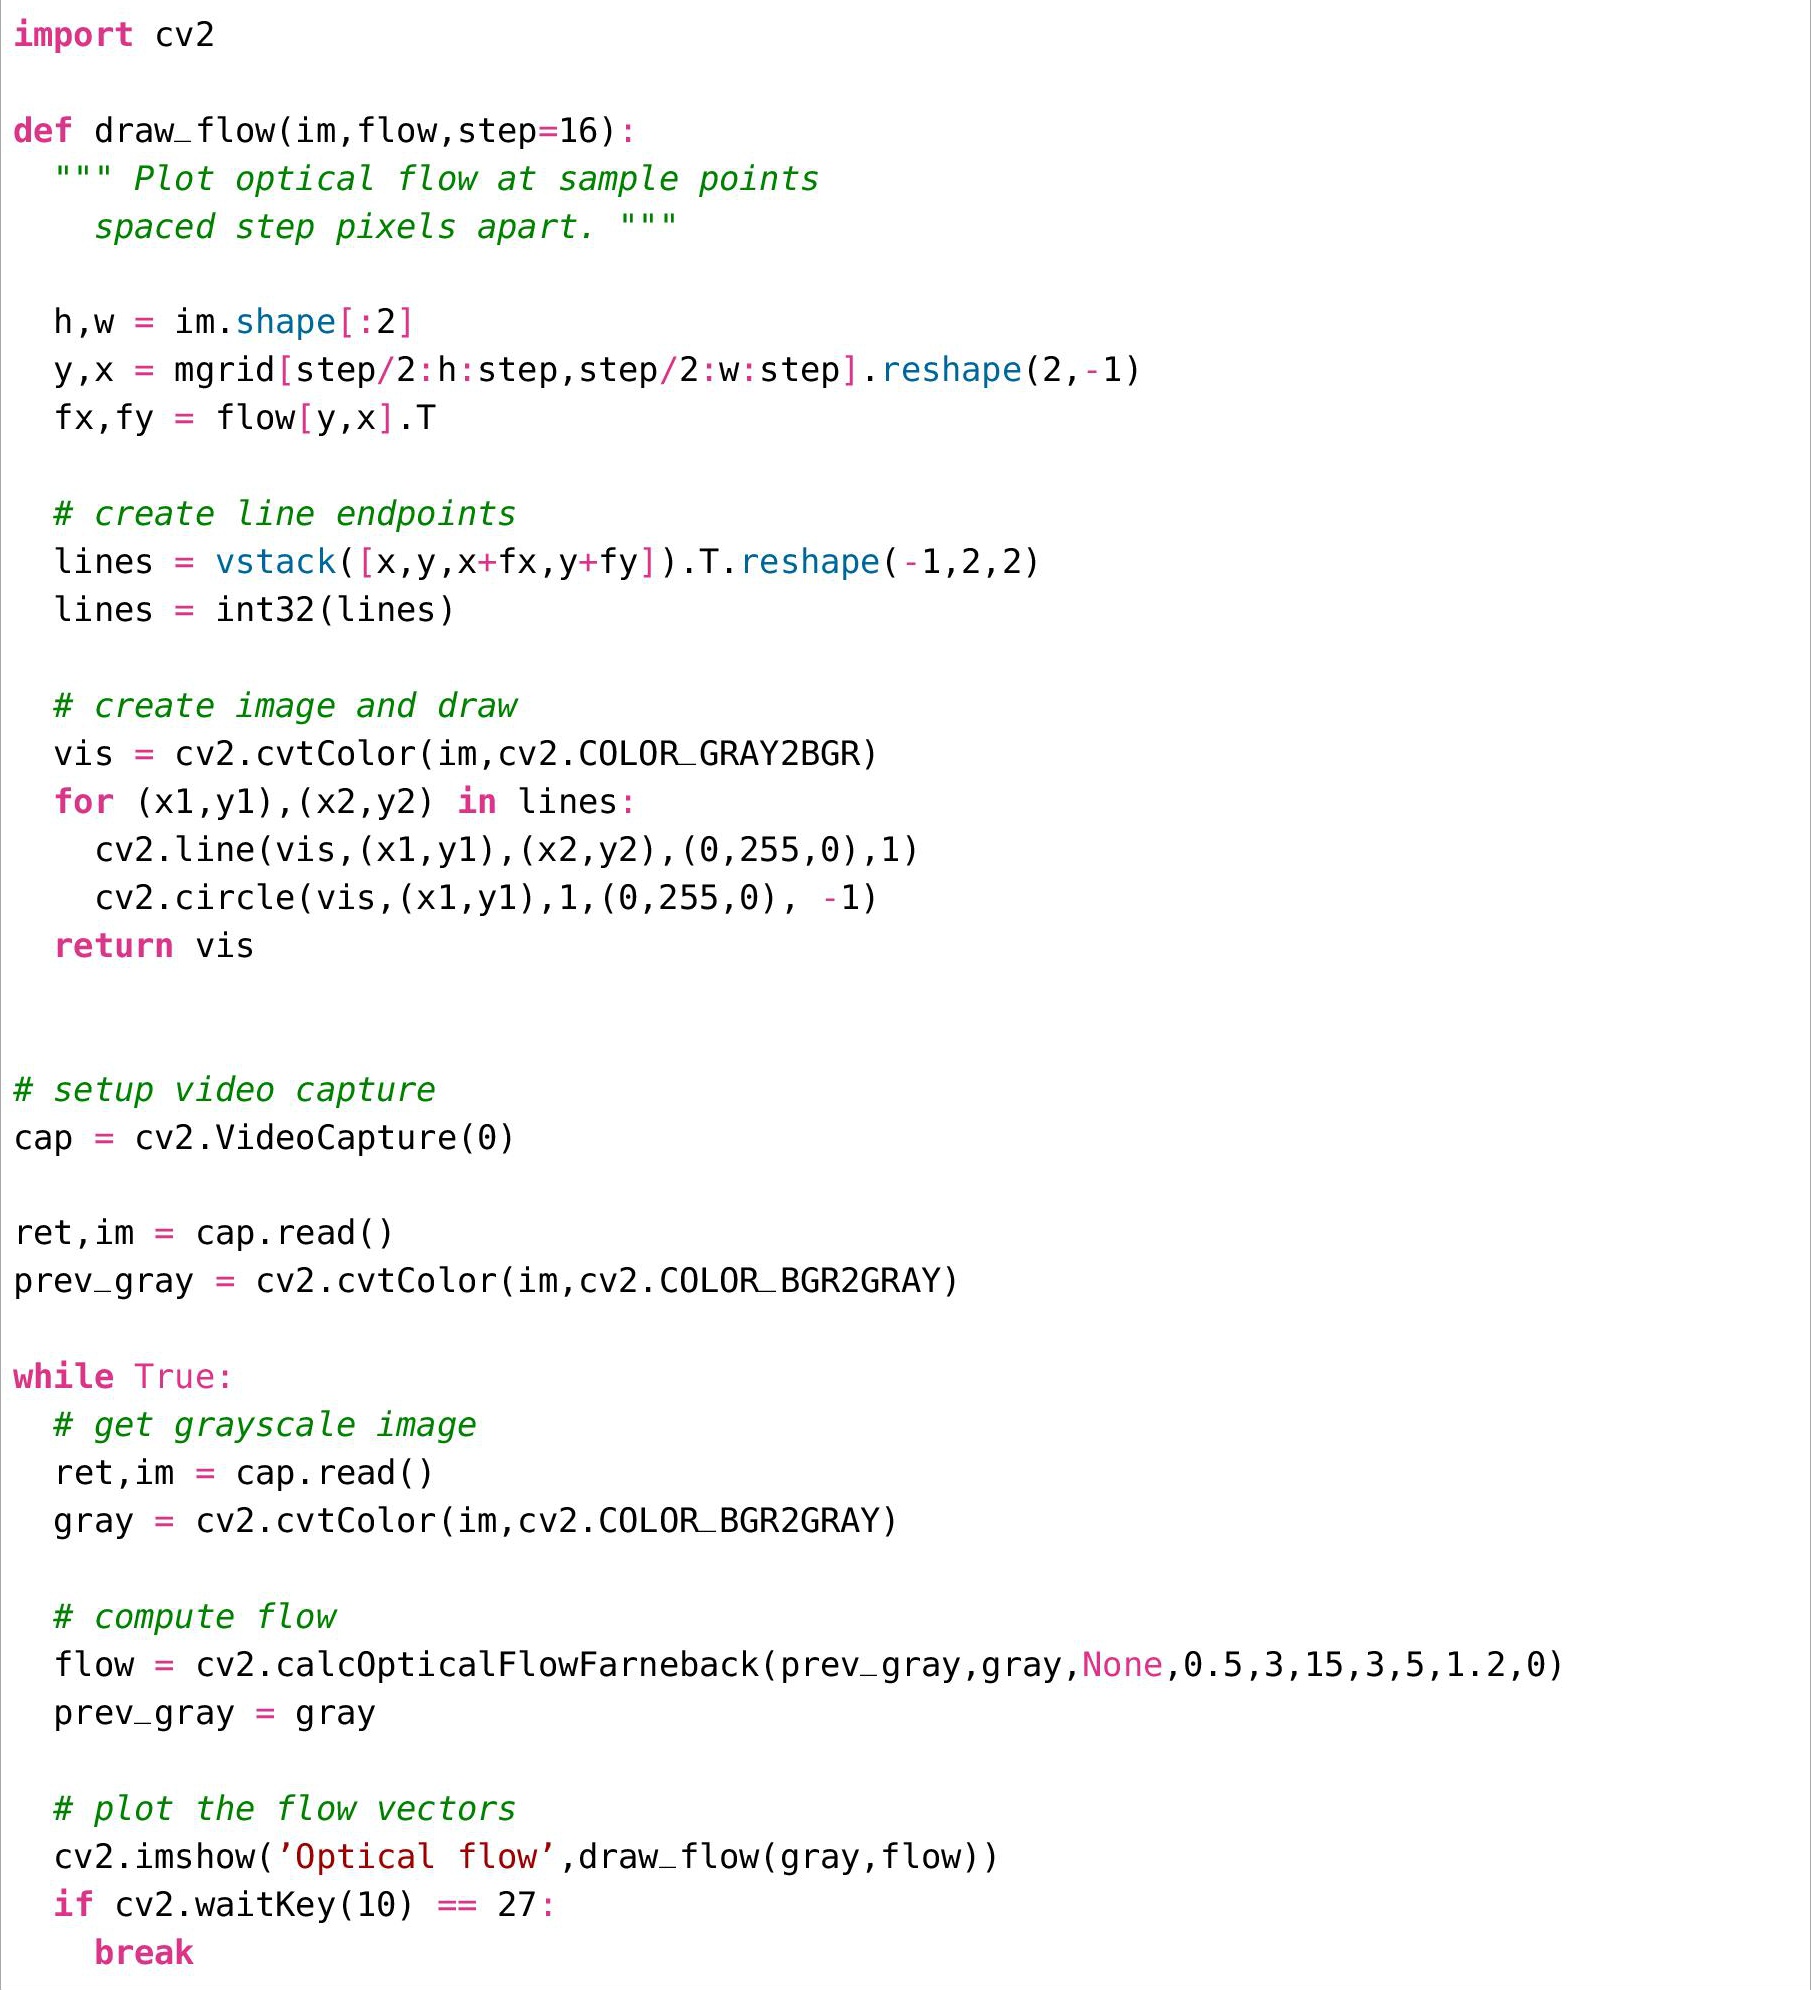 import cv2
def draw_flow(im,flow,step=16):
  """ Plot optical flow at sample points
    spaced step pixels apart. """
  h,w = im.shape[:2]
  y,x = mgrid[step/2:h:step,step/2:w:step].reshape(2,-1)
  fx,fy = flow[y,x].T
  # create line endpoints
  lines = vstack([x,y,x+fx,y+fy]).T.reshape(-1,2,2)
  lines = int32(lines)
  # create image and draw
  vis = cv2.cvtColor(im,cv2.COLOR_GRAY2BGR)
  for (x1,y1),(x2,y2) in lines:
    cv2.line(vis,(x1,y1),(x2,y2),(0,255,0),1)
    cv2.circle(vis,(x1,y1),1,(0,255,0), -1)
  return vis
# setup video capture
cap = cv2.VideoCapture(0)
ret,im = cap.read()
prev_gray = cv2.cvtColor(im,cv2.COLOR_BGR2GRAY)
while True:
  # get grayscale image
  ret,im = cap.read()
  gray = cv2.cvtColor(im,cv2.COLOR_BGR2GRAY)
  # compute flow
  flow = cv2.calcOpticalFlowFarneback(prev_gray,gray,None,0.5,3,15,3,5,1.2,0)
  prev_gray = gray
  # plot the flow vectors
  cv2.imshow(’Optical flow’,draw_flow(gray,flow))
  if cv2.waitKey(10) == 27:
    break